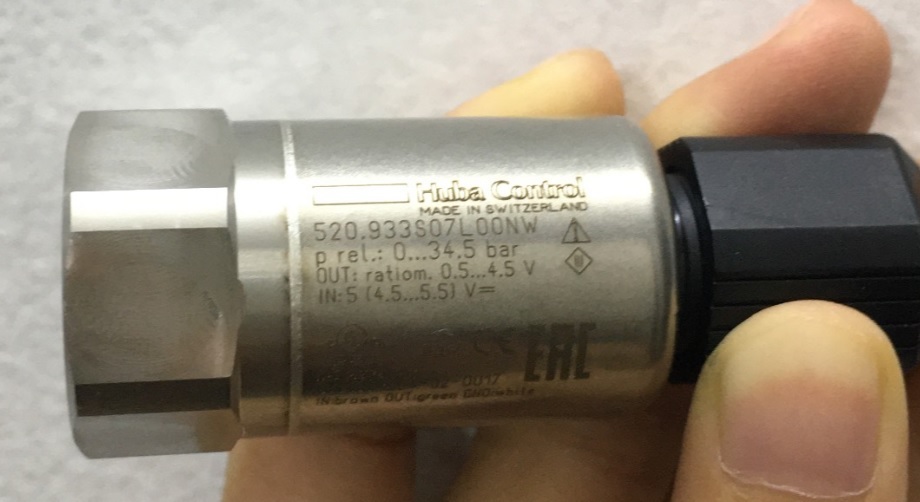 Huba Control
MADE IN SWITZERLAND
520.933S07L00NW
p rel.: 0...34.5 bar
OUT: ratiom. 0.5...4.5 V
IN: 5 (4.5...5.5) V⎓
CE EAC
IN:brown OUT:green GND:white